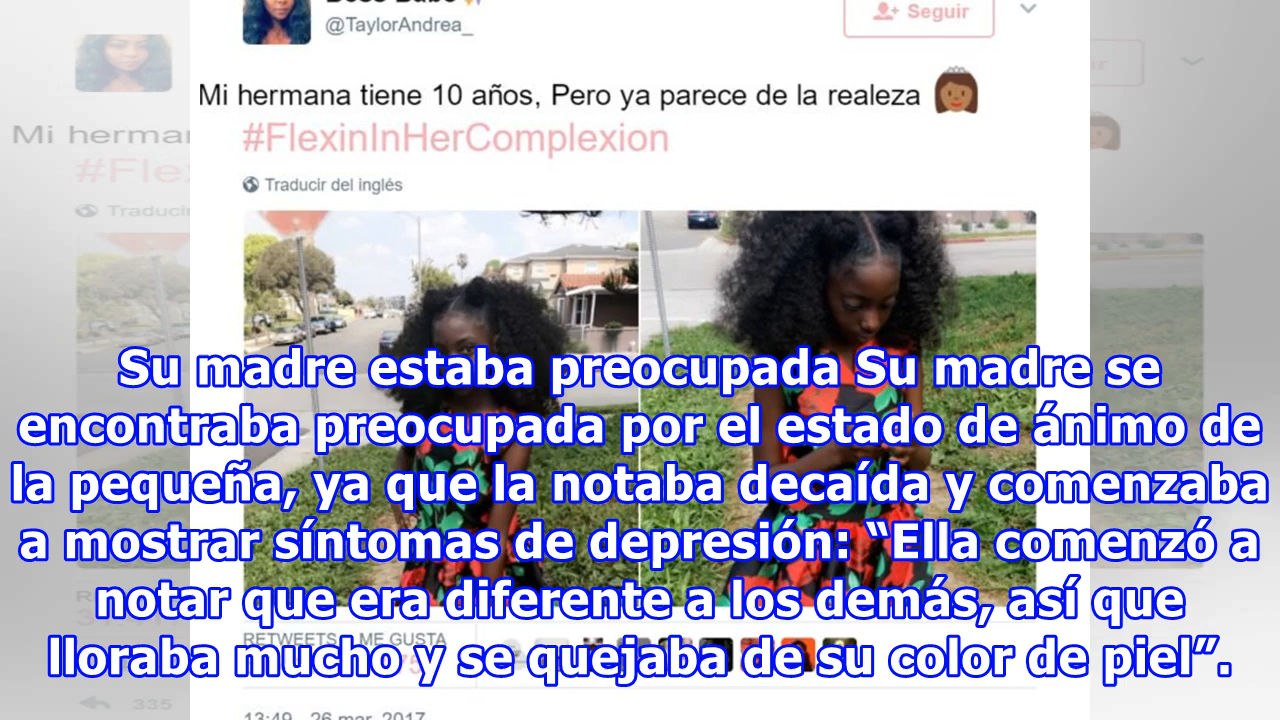 Boss Babe
@TaylorAndrea_
Seguir
Mi hermana tiene 10 años, Pero ya parece de la realeza
#FlexinInHerComplexion
Traducir del inglés
Su madre estaba preocupada Su madre se
encontraba preocupada por el estado de ánimo de
la pequeña, ya que la notaba decaída y comenzaba
a mostrar síntomas de depresión: “Ella comenzó a
notar que era diferente a los demás, así que
lloraba mucho y se quejaba de su color de piel”.
RETWEETS
ME GUSTA
335
13:49 - 26 mar. 2017